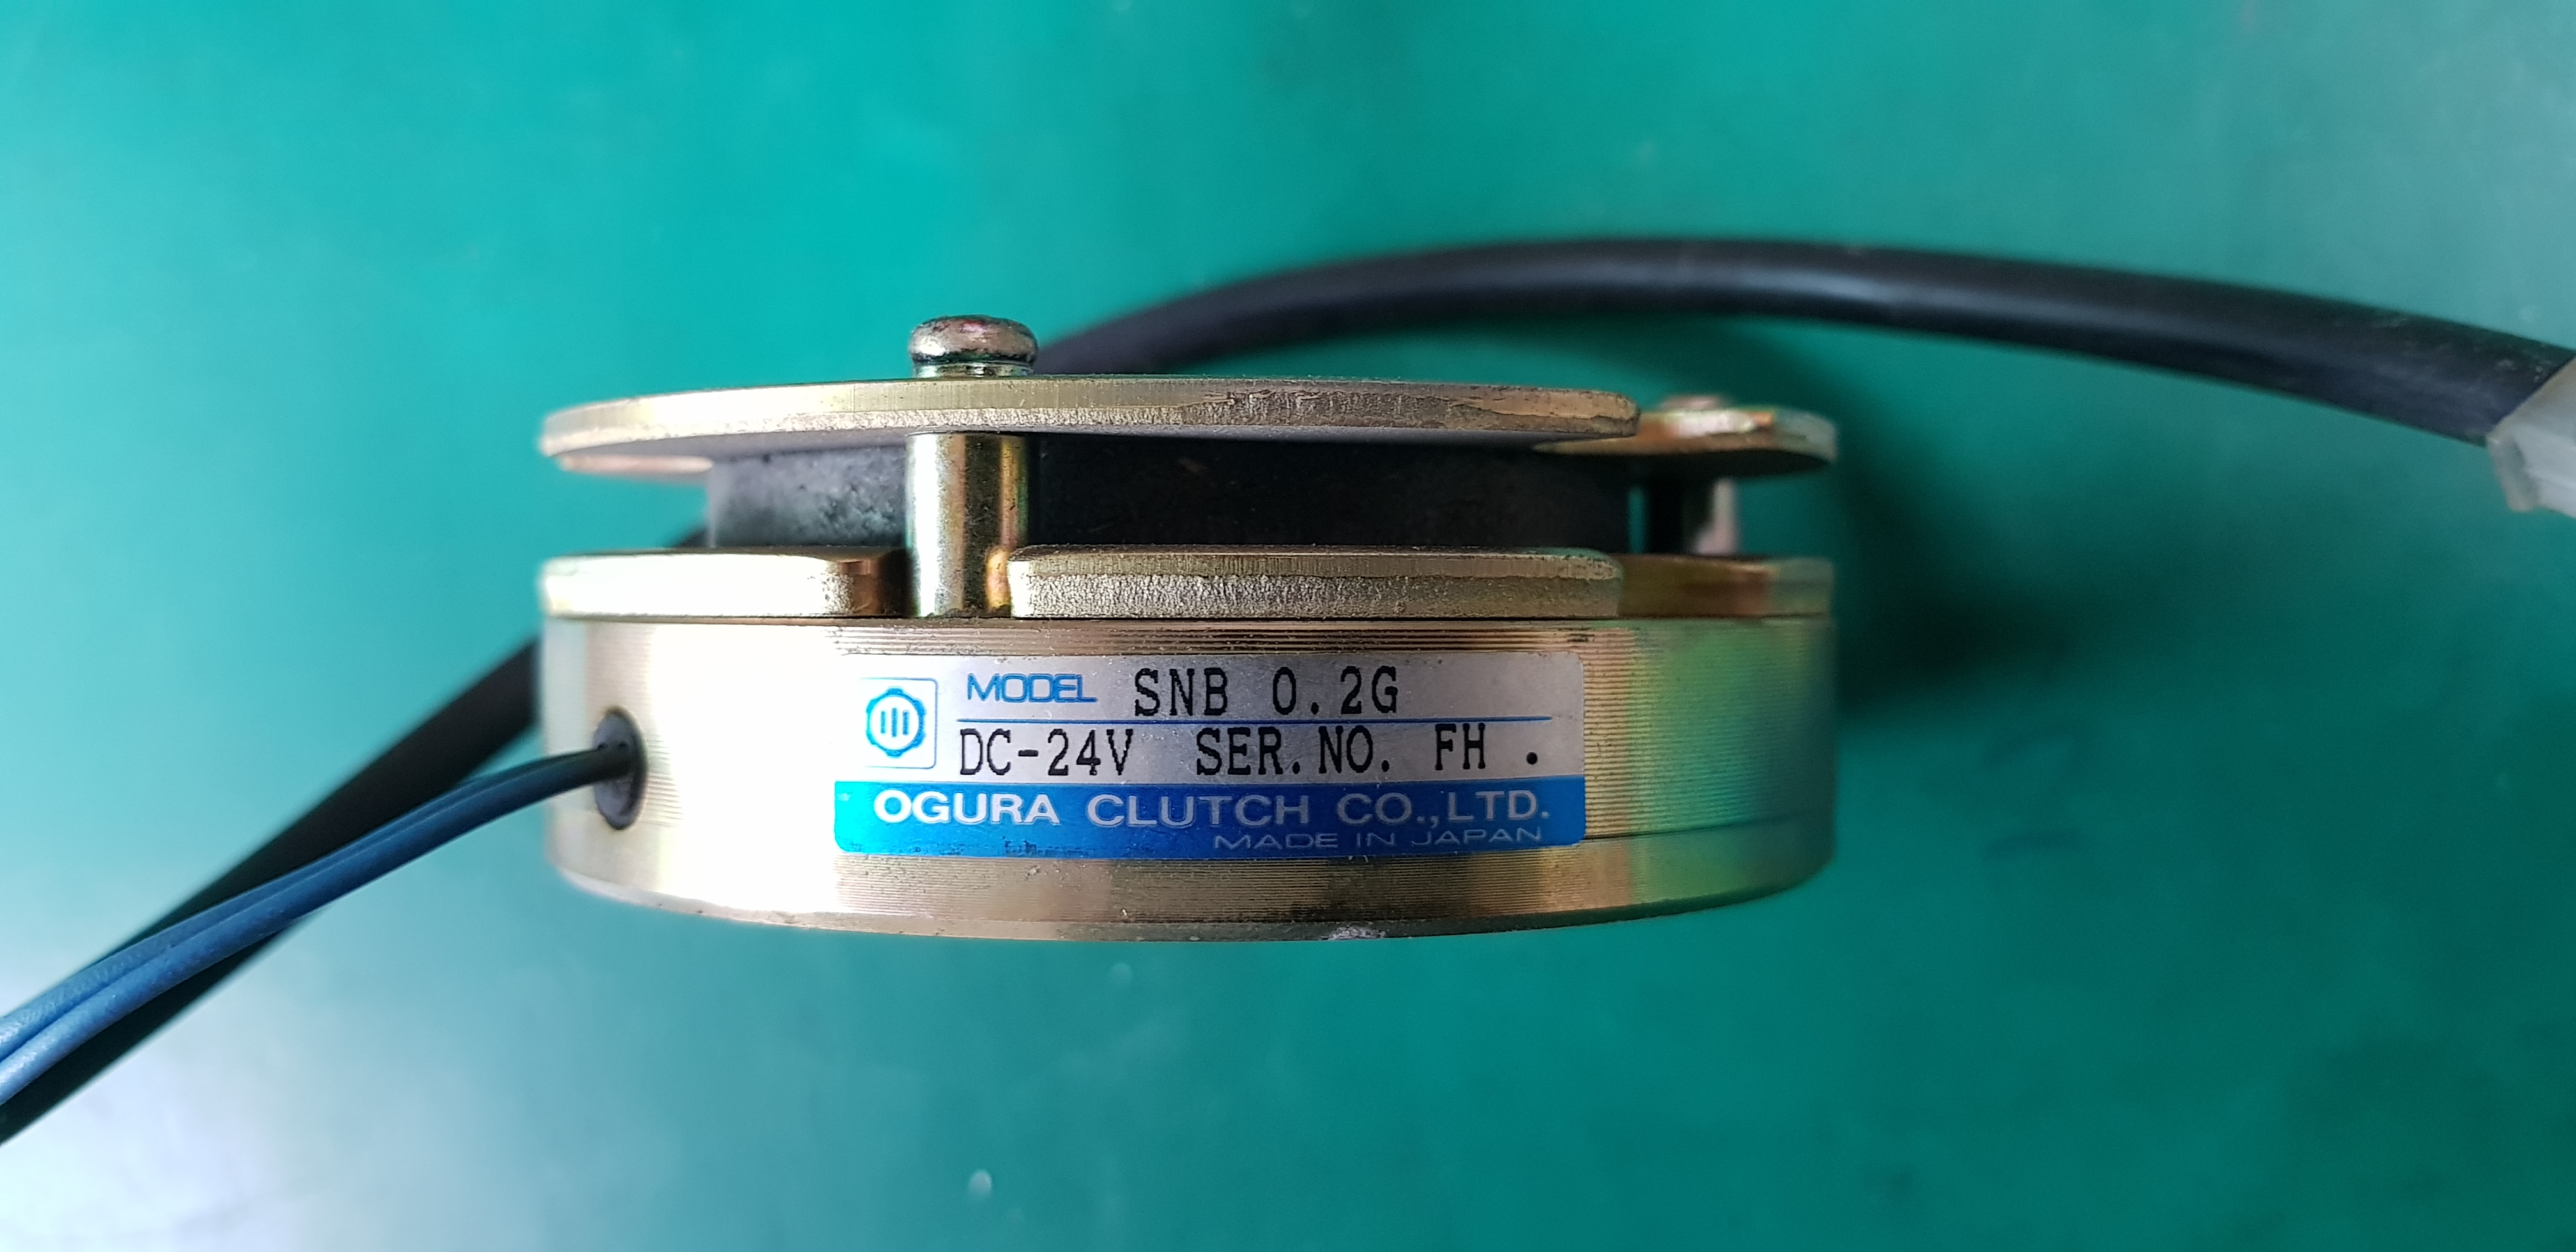 MODEL SNB 0.2G
DC-24V SER.NO. FH .
OGURA CLUTCH CO.,LTD.
MADE IN JAPAN